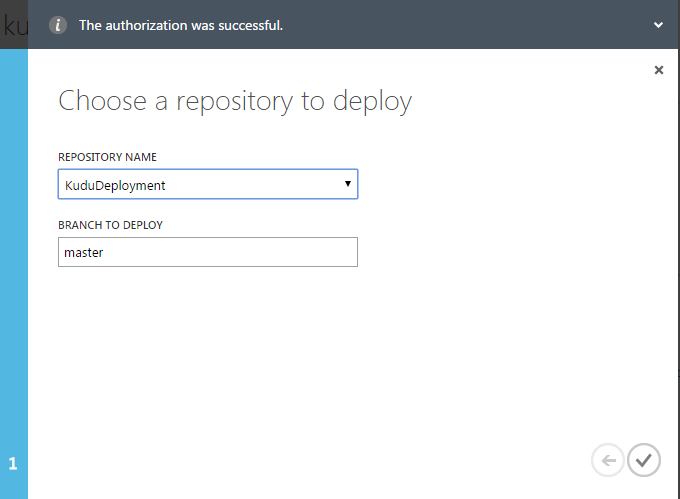 ku
The authorization was successful.
Choose a repository to deploy
REPOSITORY NAME
KuduDeployment
BRANCH TO DEPLOY
master
1